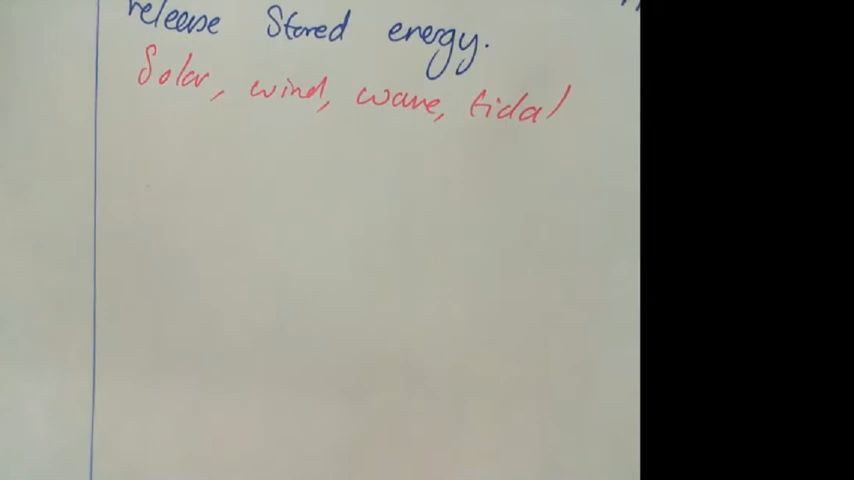 release Stored energy.
Solar, wind, wave, tidal